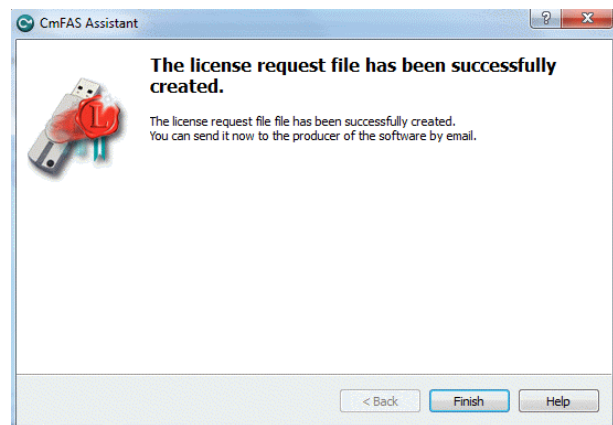 CmFAS Assistant
The license request file has been successfully
created.
The license request file file has been successfully created.
You can send it now to the producer of the software by email.
L
< Back
Finish
Help